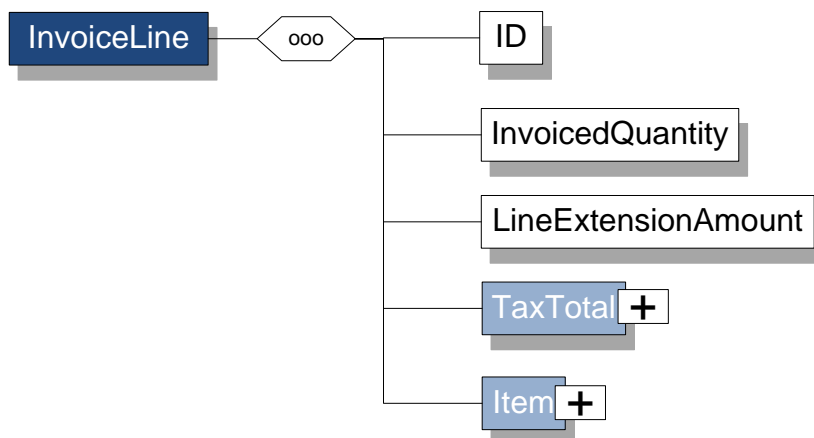 InvoiceLine
ooo
ID
InvoicedQuantity
LineExtensionAmount
TaxTotal +
Item +